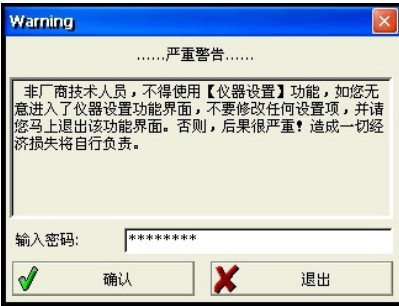 Warning
......严重警告......
非厂商技术人员，不得使用【仪器设置】功能，如您无
意进入了仪器设置功能界面，不要修改任何设置项，并请
您马上退出该功能界面。否则，后果很严重！造成一切经
济损失将自行负责。
输入密码: ********
确认 退出